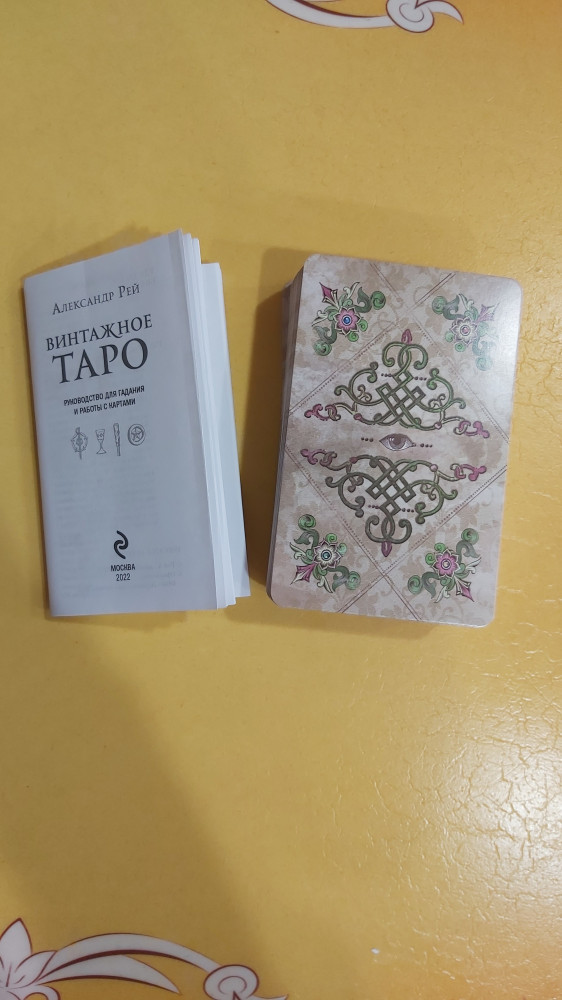 Александр Рей
ВИНТАЖНОЕ
ТАРО
РУКОВОДСТВО ДЛЯ ГАДАНИЯ
И РАБОТЫ С КАРТАМИ
МОСКВА
2022